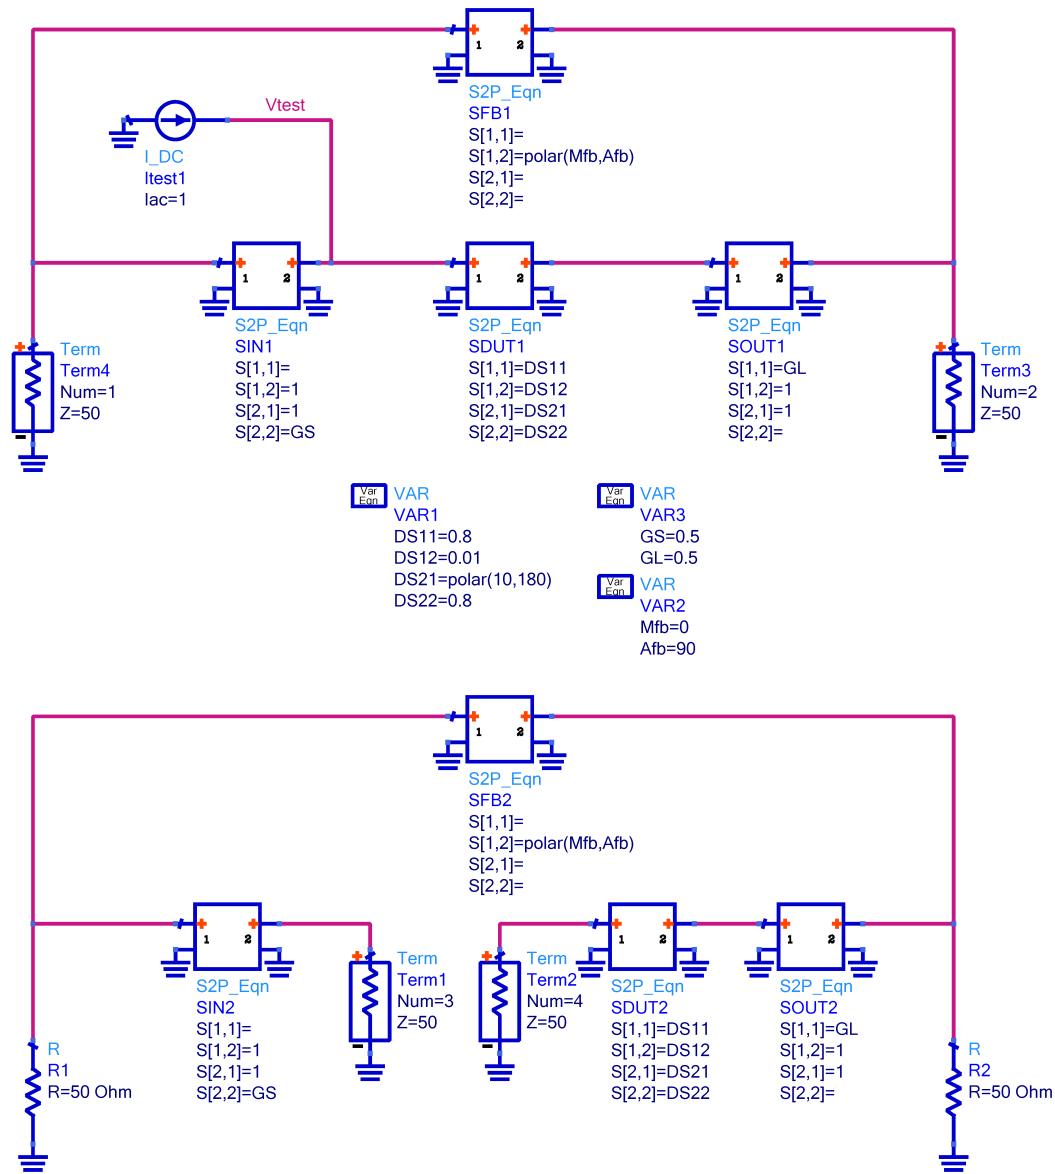 1 2
S2P_Eqn
SFB1
S[1,1]=
S[1,2]=polar(Mfb,Afb)
S[2,1]=
S[2,2]=
Vtest
I_DC
Itest1
Iac=1
1 2
S2P_Eqn
SIN1
S[1,1]=
S[1,2]=1
S[2,1]=1
S[2,2]=GS
1 2
S2P_Eqn
SDUT1
S[1,1]=DS11
S[1,2]=DS12
S[2,1]=DS21
S[2,2]=DS22
1 2
S2P_Eqn
SOUT1
S[1,1]=GL
S[1,2]=1
S[2,1]=1
S[2,2]=
Term
Term4
Num=1
Z=50
Term
Term3
Num=2
Z=50
Var
Eqn
VAR
VAR1
DS11=0.8
DS12=0.01
DS21=polar(10,180)
DS22=0.8
Var
Eqn
VAR
VAR3
GS=0.5
GL=0.5
Var
Eqn
VAR
VAR2
Mfb=0
Afb=90
1 2
S2P_Eqn
SFB2
S[1,1]=
S[1,2]=polar(Mfb,Afb)
S[2,1]=
S[2,2]=
1 2
S2P_Eqn
SIN2
S[1,1]=
S[1,2]=1
S[2,1]=1
S[2,2]=GS
Term
Term1
Num=3
Z=50
Term
Term2
Num=4
Z=50
1 2
S2P_Eqn
SDUT2
S[1,1]=DS11
S[1,2]=DS12
S[2,1]=DS21
S[2,2]=DS22
1 2
S2P_Eqn
SOUT2
S[1,1]=GL
S[1,2]=1
S[2,1]=1
S[2,2]=
R
R1
R=50 Ohm
R
R2
R=50 Ohm